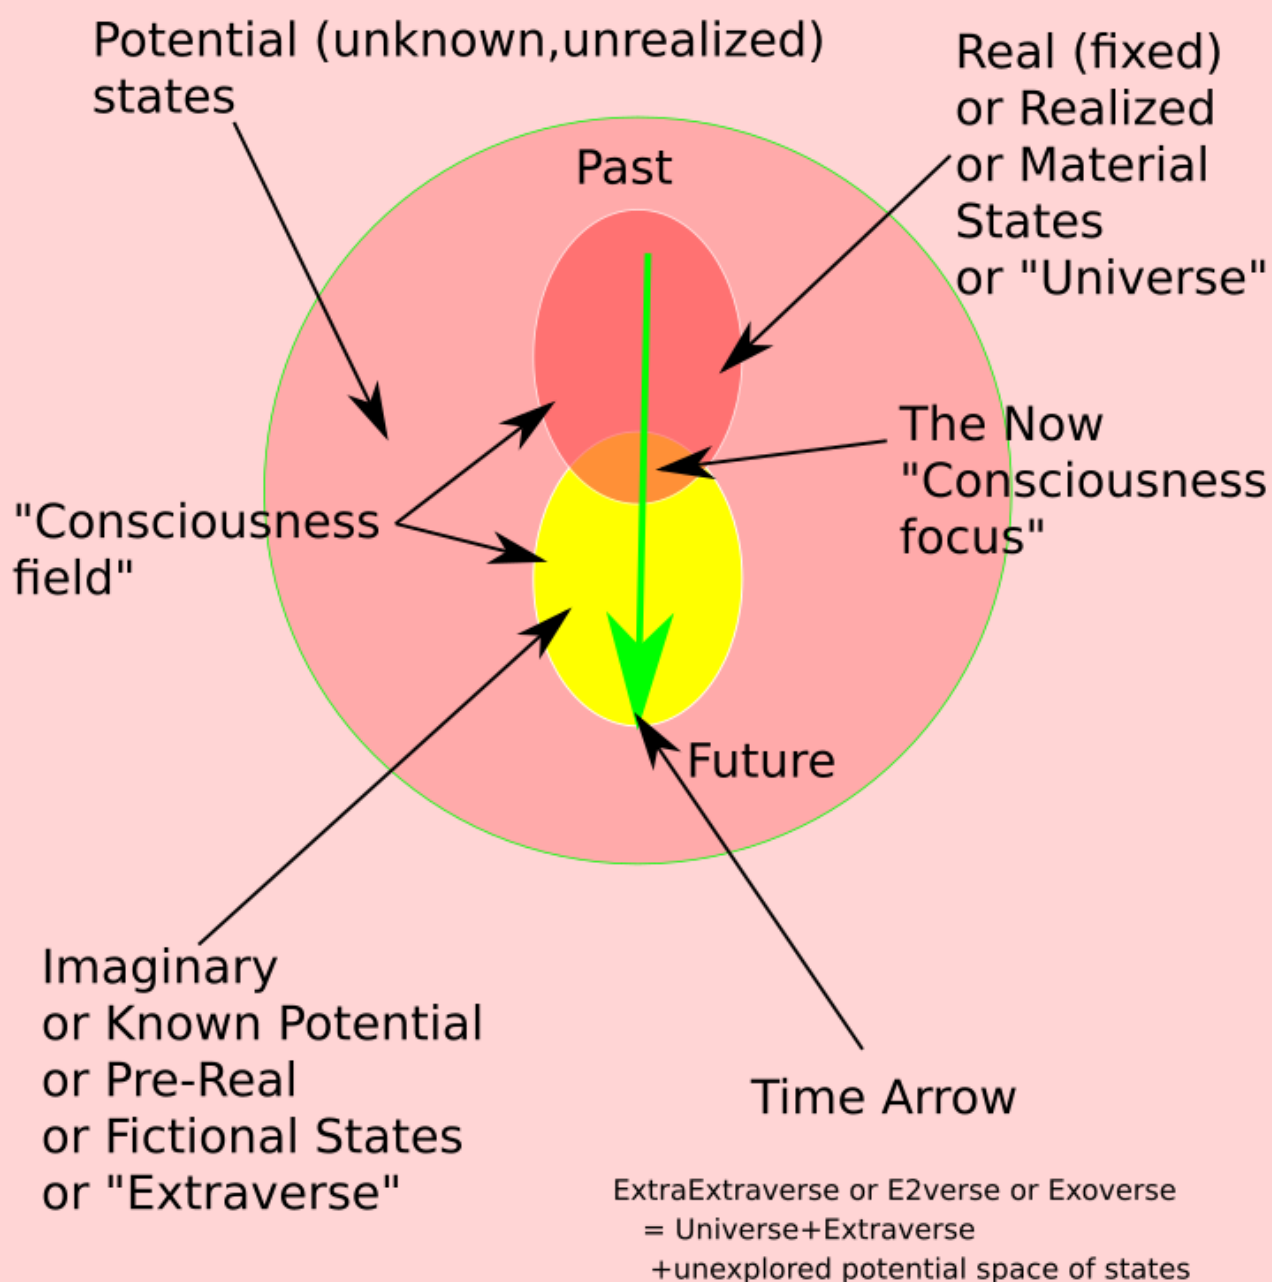 Potential (unknown,unrealized)
states
Real (fixed)
or Realized
or Material
States
or "Universe"
Past
The Now
"Consciousness
focus"
"Consciousness
field"
Future
Imaginary
or Known Potential
or Pre-Real
or Fictional States
or "Extraverse"
Time Arrow
ExtraExtraverse or E2verse or Exoverse
= Universe+Extraverse
+unexplored potential space of states